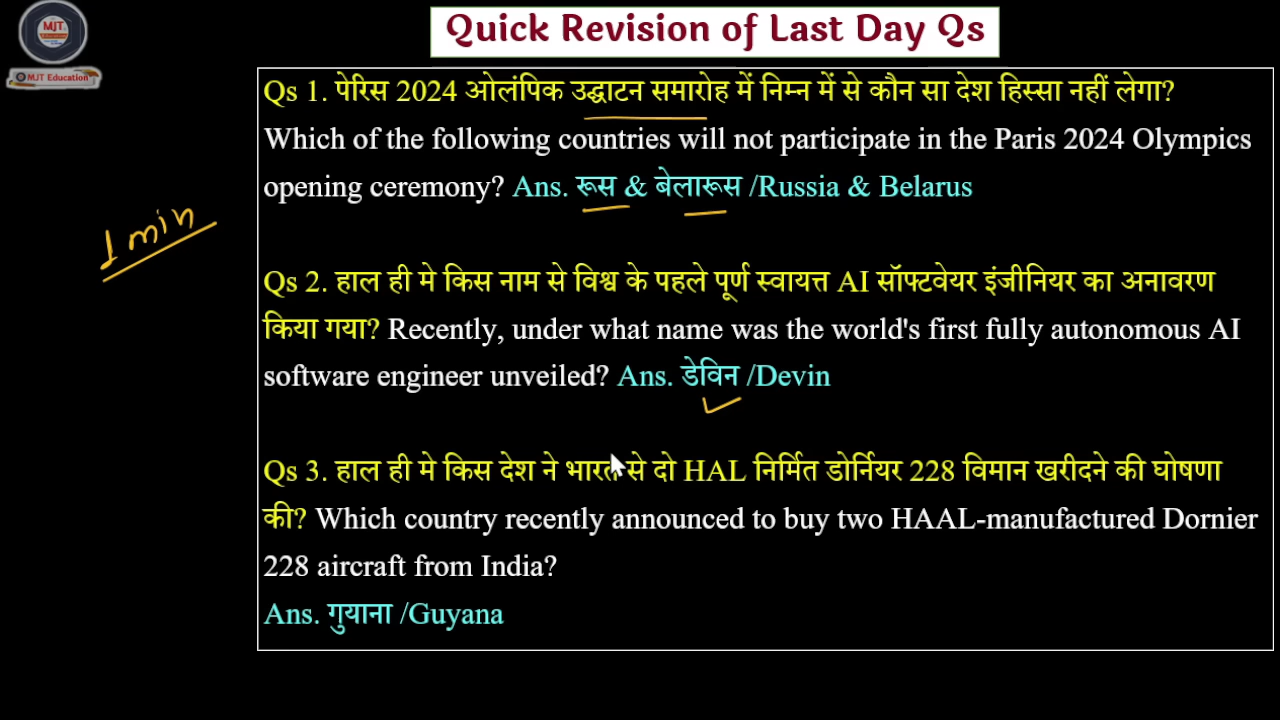 MJT
MJT Education
Quick Revision of Last Day Qs
Qs 1. पेरिस 2024 ओलंपिक उद्घाटन समारोह में निम्न में से कौन सा देश हिस्सा नहीं लेगा?
Which of the following countries will not participate in the Paris 2024 Olympics
opening ceremony? Ans. रूस & बेलारूस /Russia & Belarus
1 min
Qs 2. हाल ही मे किस नाम से विश्व के पहले पूर्ण स्वायत्त AI सॉफ्टवेयर इंजीनियर का अनावरण
किया गया? Recently, under what name was the world's first fully autonomous AI
software engineer unveiled? Ans. डेविन /Devin
Qs 3. हाल ही मे किस देश ने भारत से दो HAL निर्मित डोर्नियर 228 विमान खरीदने की घोषणा
की? Which country recently announced to buy two HAAL-manufactured Dornier
228 aircraft from India?
Ans. गुयाना /Guyana